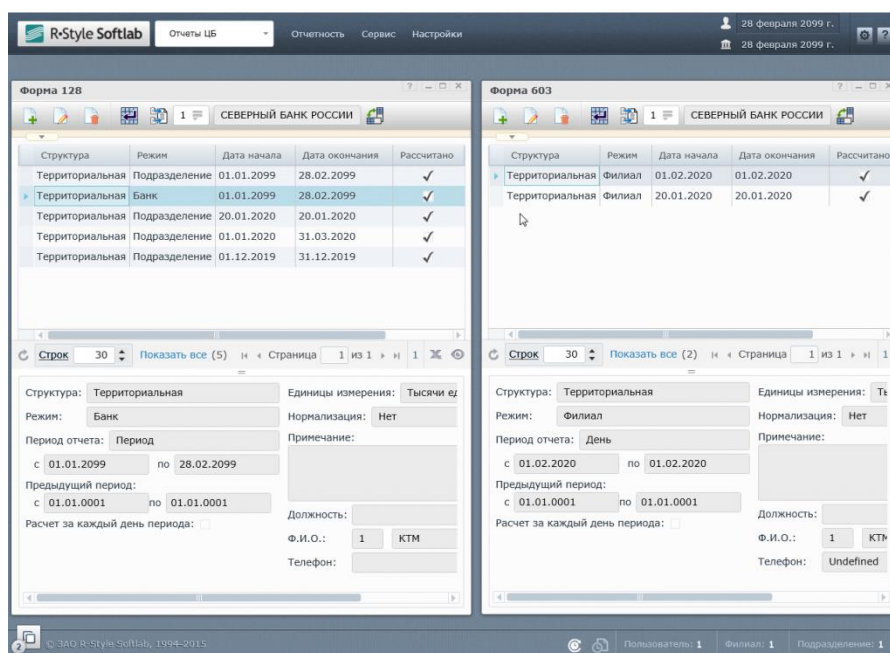 R-Style Softlab
Отчеты ЦБ
Отчетность Сервис Настройки
28 февраля 2099 г.
28 февраля 2099 г.
Форма 128
1
СЕВЕРНЫЙ БАНК РОССИИ
Структура Режим Дата начала Дата окончания Рассчитано
Территориальная Подразделение 01.01.2099 28.02.2099
Территориальная Банк 01.01.2099 28.02.2099
Территориальная Подразделение 20.01.2020 20.01.2020
Территориальная Подразделение 01.01.2020 31.03.2020
Территориальная Подразделение 01.12.2019 31.12.2019
Строк 30 Показать все (5) Страница 1 из 1 1
Структура: Территориальная Единицы измерения: Тысячи ед
Режим: Банк Нормализация: Нет
Период отчета: Период Примечание:
с 01.01.2099 по 28.02.2099
Предыдущий период:
с 01.01.0001 по 01.01.0001
Должность:
Расчет за каждый день периода:
Ф.И.О.: 1 КТМ
Телефон:
Форма 603
1
СЕВЕРНЫЙ БАНК РОССИИ
Структура Режим Дата начала Дата окончания Рассчитано
Территориальная Филиал 01.02.2020 01.02.2020
Территориальная Филиал 20.01.2020 20.01.2020
Строк 30 Показать все (2) Страница 1 из 1 1
Структура: Территориальная Единицы измерения: Ты
Режим: Филиал Нормализация: Нет
Период отчета: День Примечание:
с 01.02.2020 по 01.02.2020
Предыдущий период:
с 01.01.0001 по 01.01.0001
Должность:
Расчет за каждый день периода:
Ф.И.О.: 1 КТМ
Телефон: Undefined
2
© ЗАО R-Style Softlab, 1994-2015
Пользователь: 1 Филиал: 1 Подразделение: 1